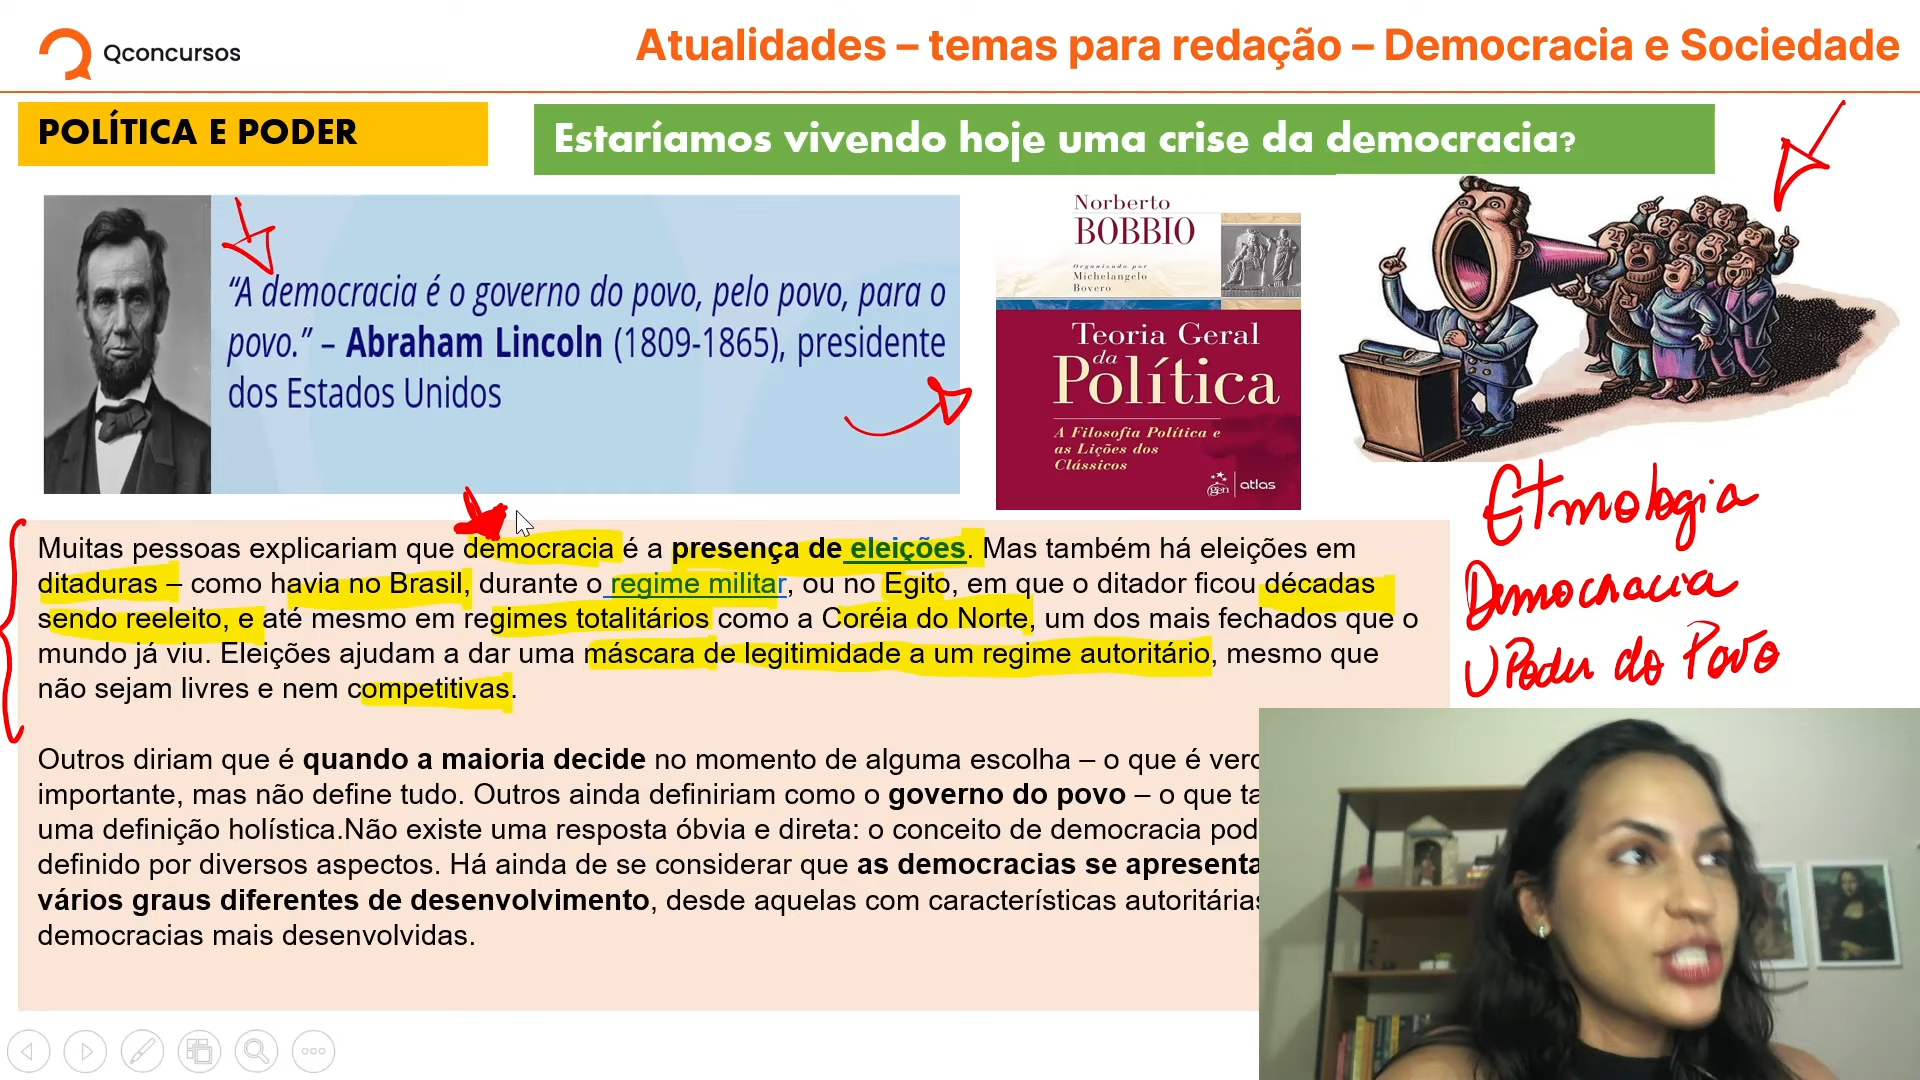 Qconcursos
Atualidades – temas para redação – Democracia e Sociedade
POLÍTICA E PODER
Estaríamos vivendo hoje uma crise da democracia?
“A democracia é o governo do povo, pelo povo, para o
povo.” – Abraham Lincoln (1809-1865), presidente
dos Estados Unidos
Norberto
BOBBIO
Organizado por
Michelangelo
Bovero
Teoria Geral
da
Política
A Filosofia Política e
as Lições dos
Clássicos
gen atlas
Etmologia
Democracia
Poder do Povo
Muitas pessoas explicariam que democracia é a presença de eleições. Mas também há eleições em
ditaduras – como havia no Brasil, durante o regime militar, ou no Egito, em que o ditador ficou décadas
sendo reeleito, e até mesmo em regimes totalitários como a Coréia do Norte, um dos mais fechados que o
mundo já viu. Eleições ajudam a dar uma máscara de legitimidade a um regime autoritário, mesmo que
não sejam livres e nem competitivas.
Outros diriam que é quando a maioria decide no momento de alguma escolha – o que é
importante, mas não define tudo. Outros ainda definiriam como o governo do povo – o que
uma definição holística.Não existe uma resposta óbvia e direta: o conceito de democracia
definido por diversos aspectos. Há ainda de se considerar que as democracias se
vários graus diferentes de desenvolvimento, desde aquelas com características
democracias mais desenvolvidas.